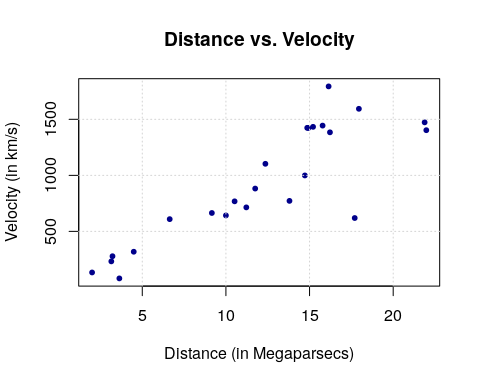 Distance vs. Velocity
Velocity (in km/s)
1500
1000
500
5 10 15 20
Distance (in Megaparsecs)